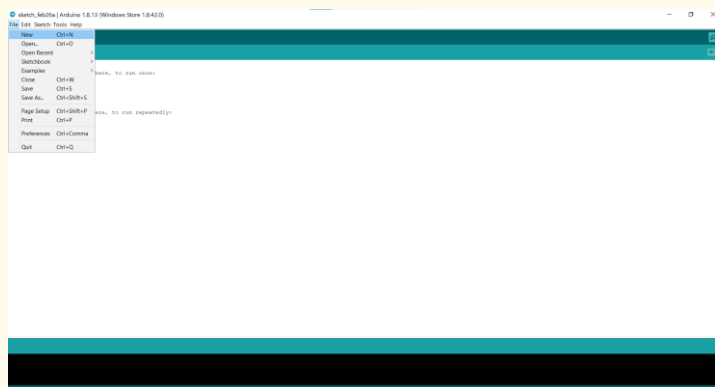 sketch_feb26a | Arduino 1.8.13 (Windows Store 1.8.42.0)
File Edit Sketch Tools Help
New Ctrl+N
Open... Ctrl+O
Open Recent
Sketchbook
Examples
here, to run once:
Close Ctrl+W
Save Ctrl+S
Save As... Ctrl+Shift+S
Page Setup Ctrl+Shift+P
ere, to run repeatedly:
Print Ctrl+P
Preferences Ctrl+Comma
Quit Ctrl+Q